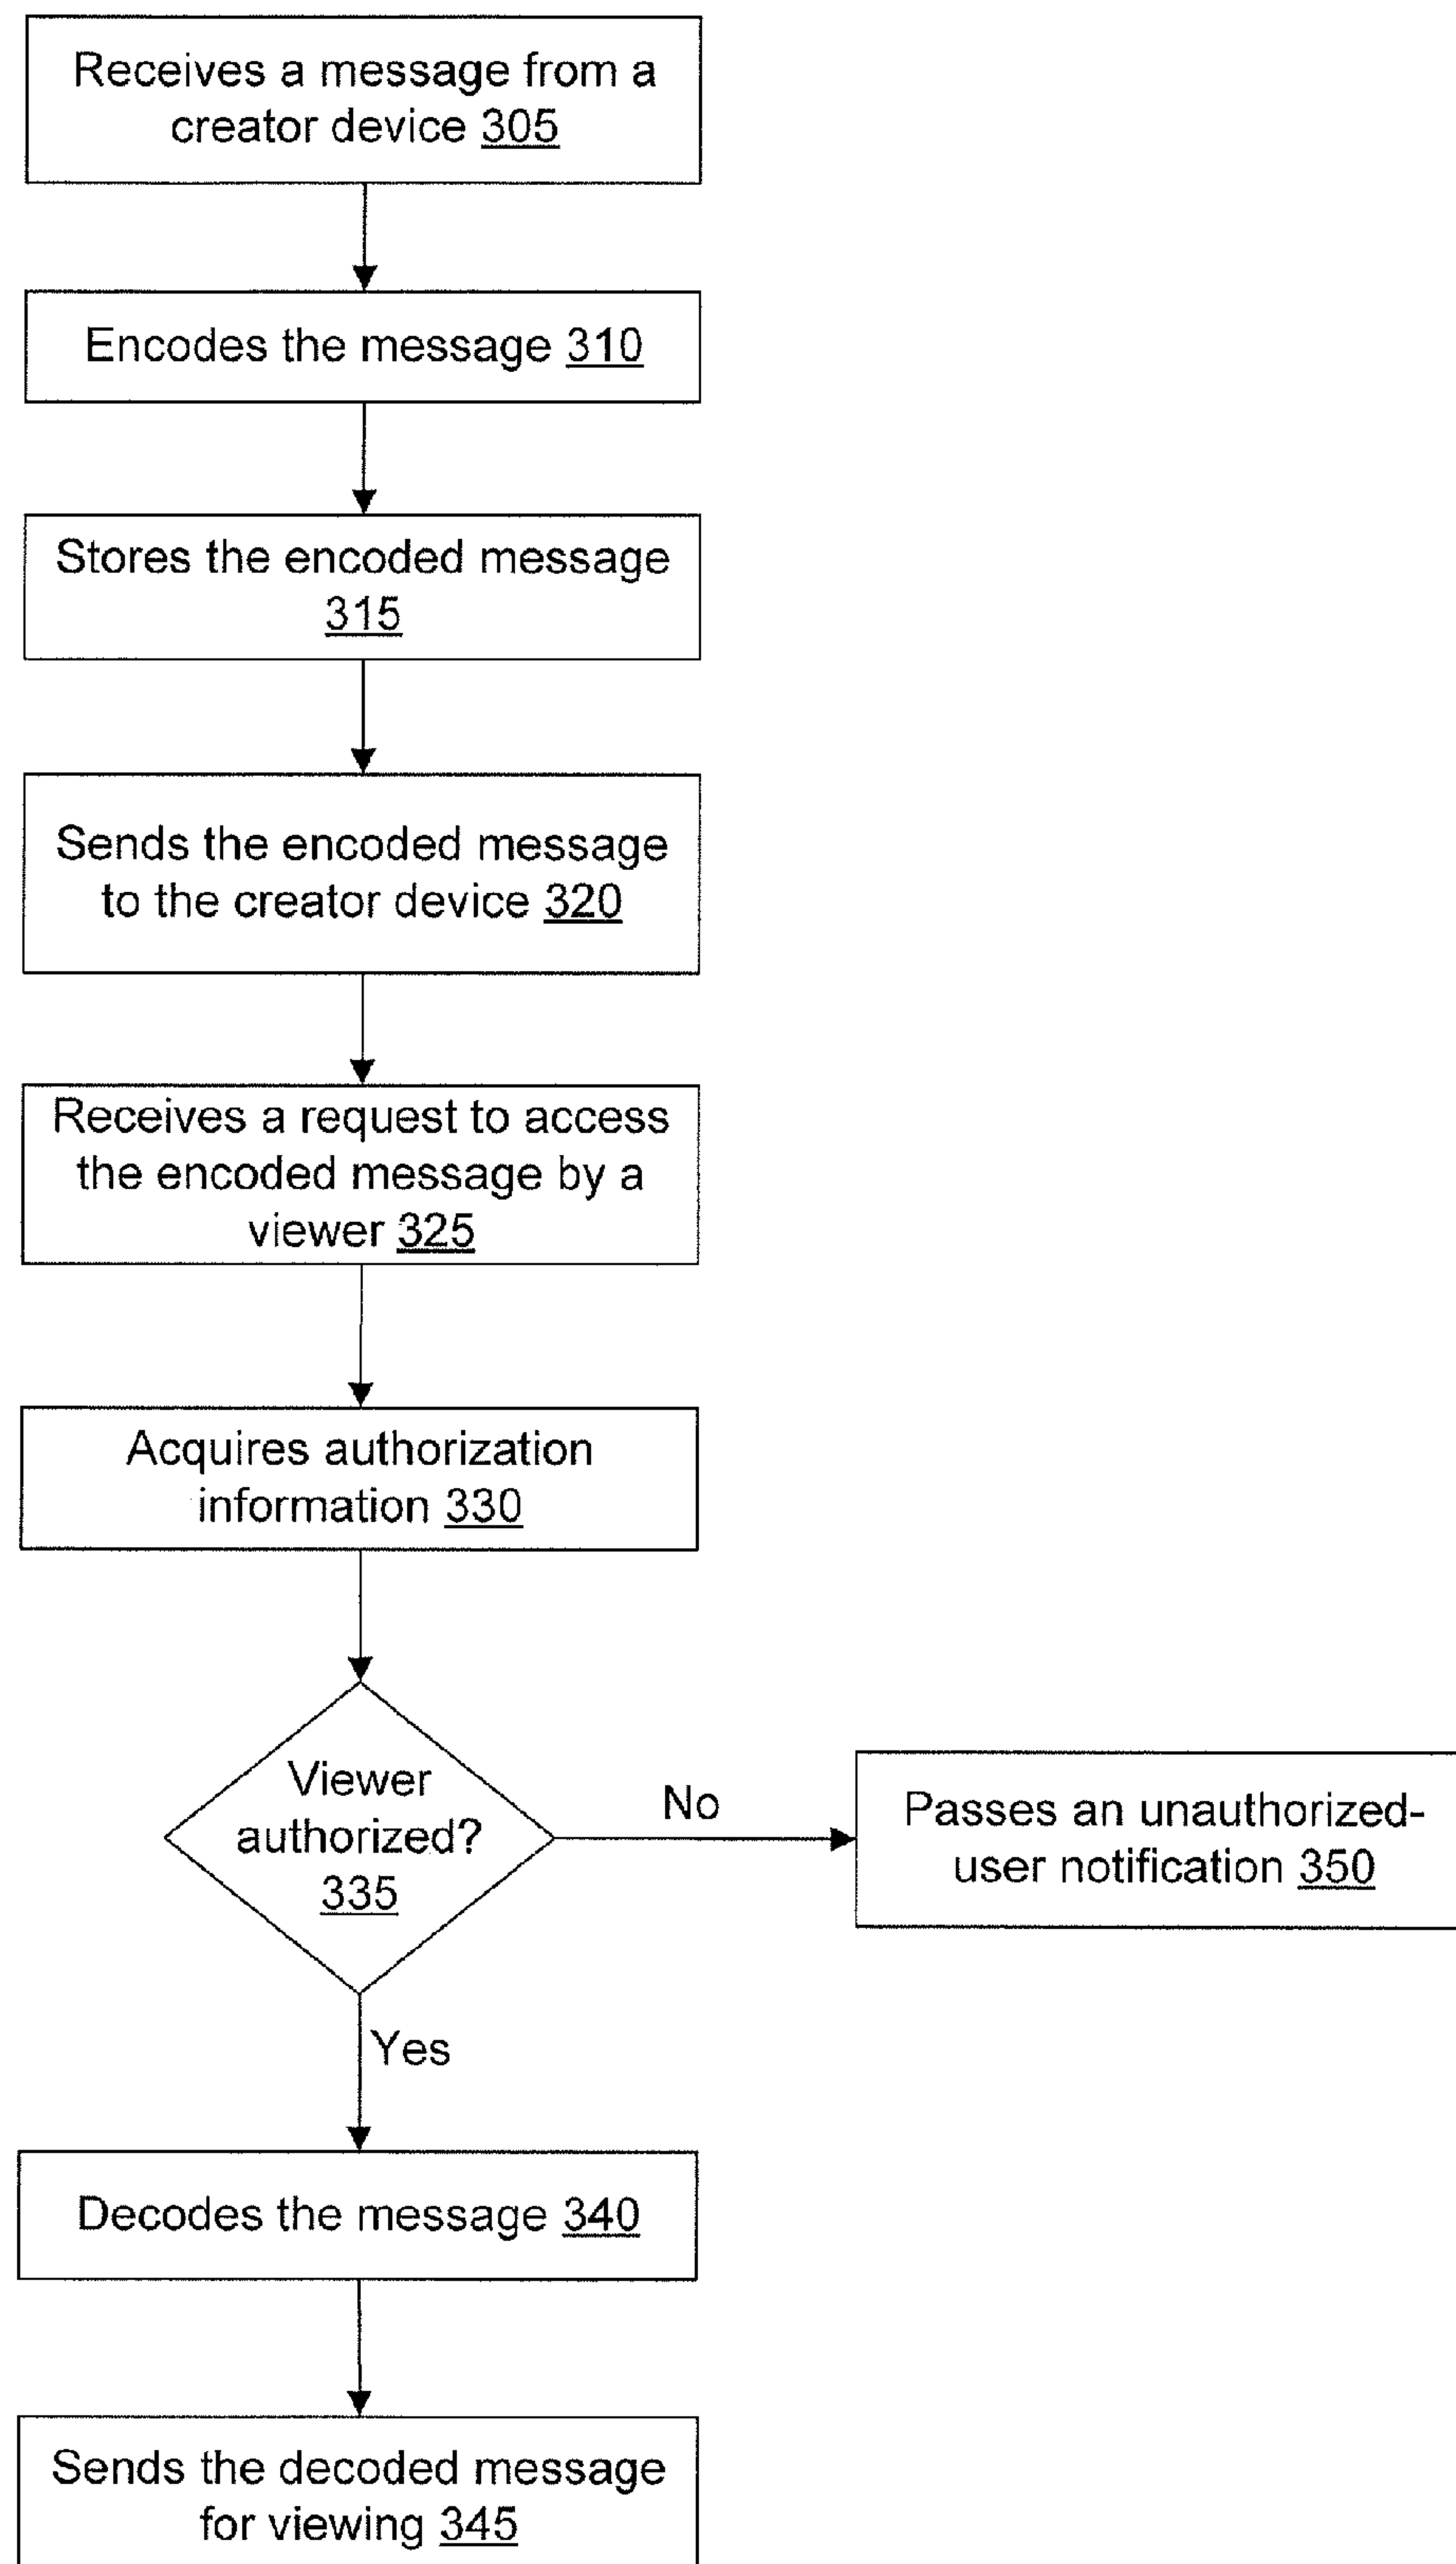 Receives a message from a
creator device 305
Encodes the message 310
Stores the encoded message
315
Sends the encoded message
to the creator device 320
Receives a request to access
the encoded message by a
viewer 325
Acquires authorization
information 330
Viewer
authorized?
335
No
Passes an unauthorized-
user notification 350
Yes
Decodes the message 340
Sends the decoded message
for viewing 345